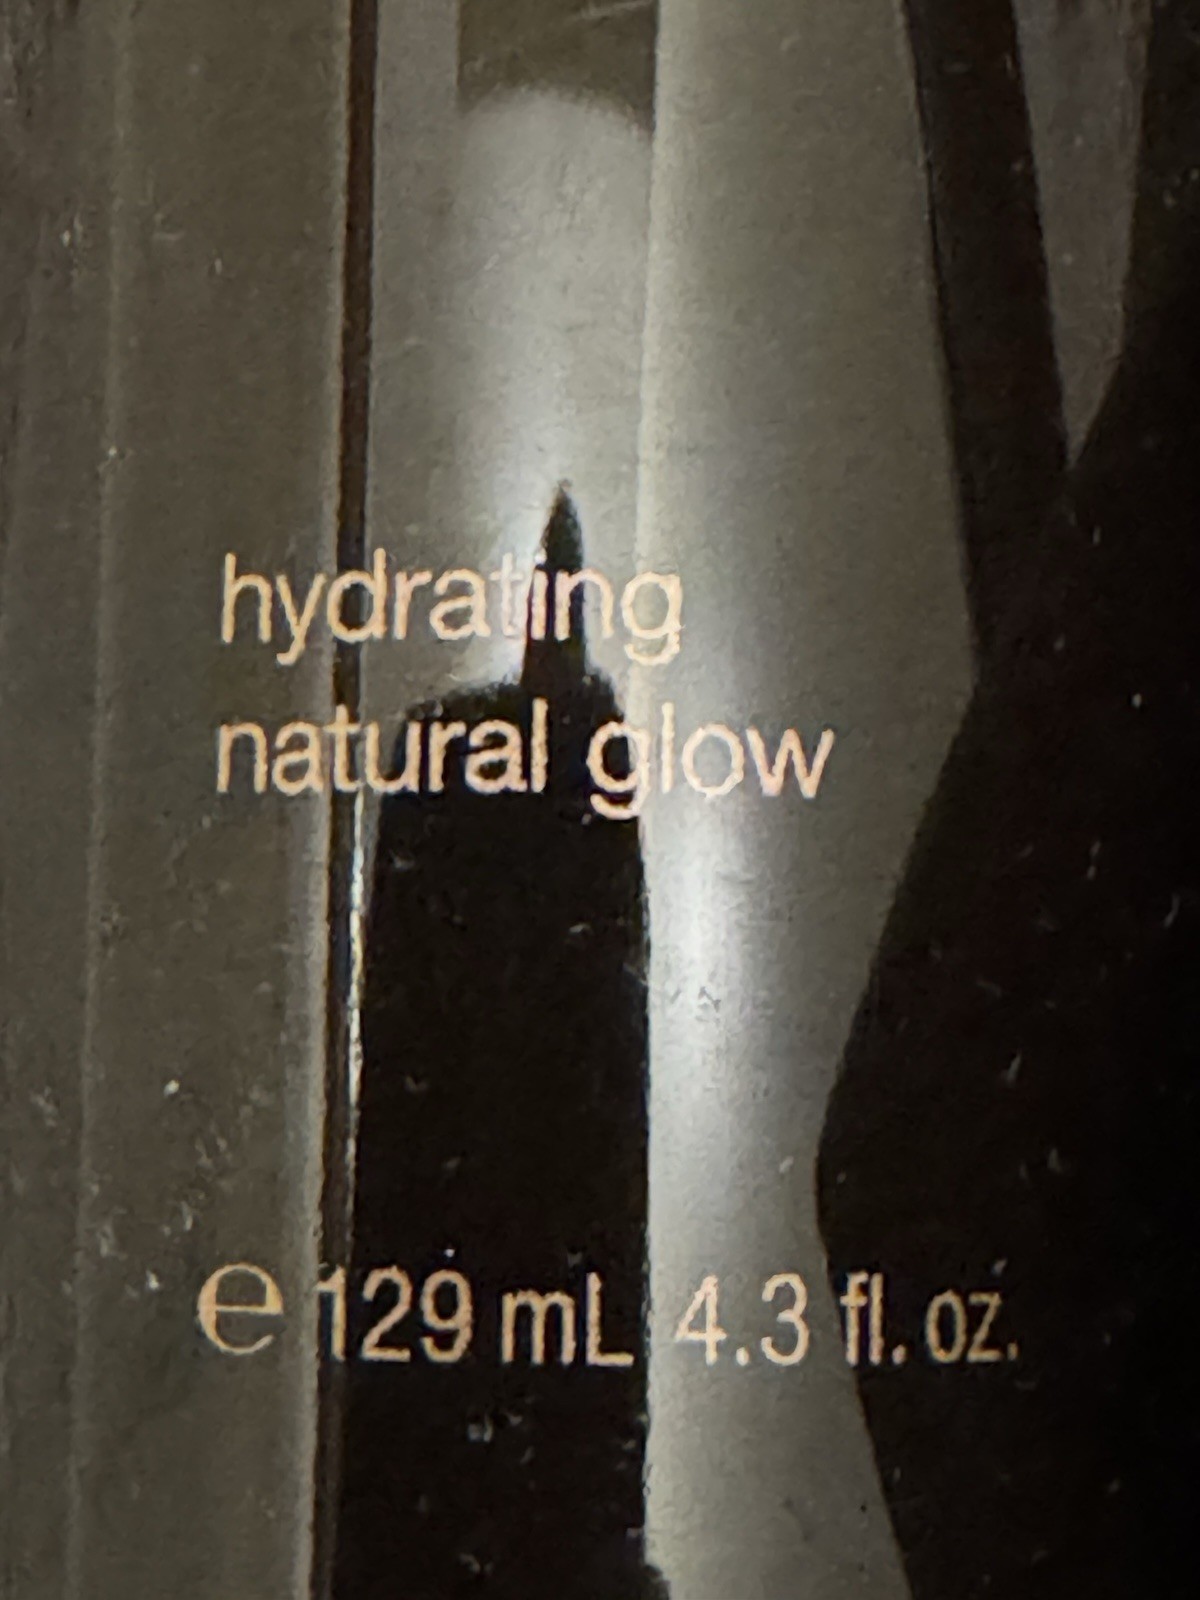 hydrating
natural glow
℮ 129 mL 4.3 fl. oz.